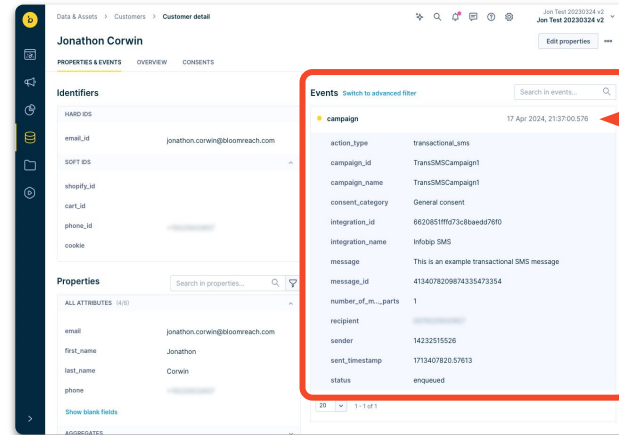 b
Data & Assets > Customers > Customer detail
Jon Test 20230324 v2
Jon Test 20230324 v2
Jonathon Corwin
Edit properties
PROPERTIES & EVENTS OVERVIEW CONSENTS
Identifiers
HARD IDS
email_id jonathon.corwin@bloomreach.com
SOFT IDS
shopify_id
cart_id
phone_id
cookie
Properties
Search in properties...
ALL ATTRIBUTES (4/6)
email jonathon.corwin@bloomreach.com
first_name Jonathon
last_name Corwin
phone
Show blank fields
AGGREGATES
Events Switch to advanced filter
Search in events...
campaign 17 Apr 2024, 21:37:00.576
action_type transactional_sms
campaign_id TransSMSCampaign1
campaign_name TransSMSCampaign1
consent_category General consent
integration_id 6620851fffd73c8baedd76f0
integration_name Infobip SMS
message This is an example transactional SMS message
message_id 4134078209874335473354
number_of_m..._parts 1
recipient
sender 14232515526
sent_timestamp 1713407820.57613
status enqueued
20 1 - 1 of 1